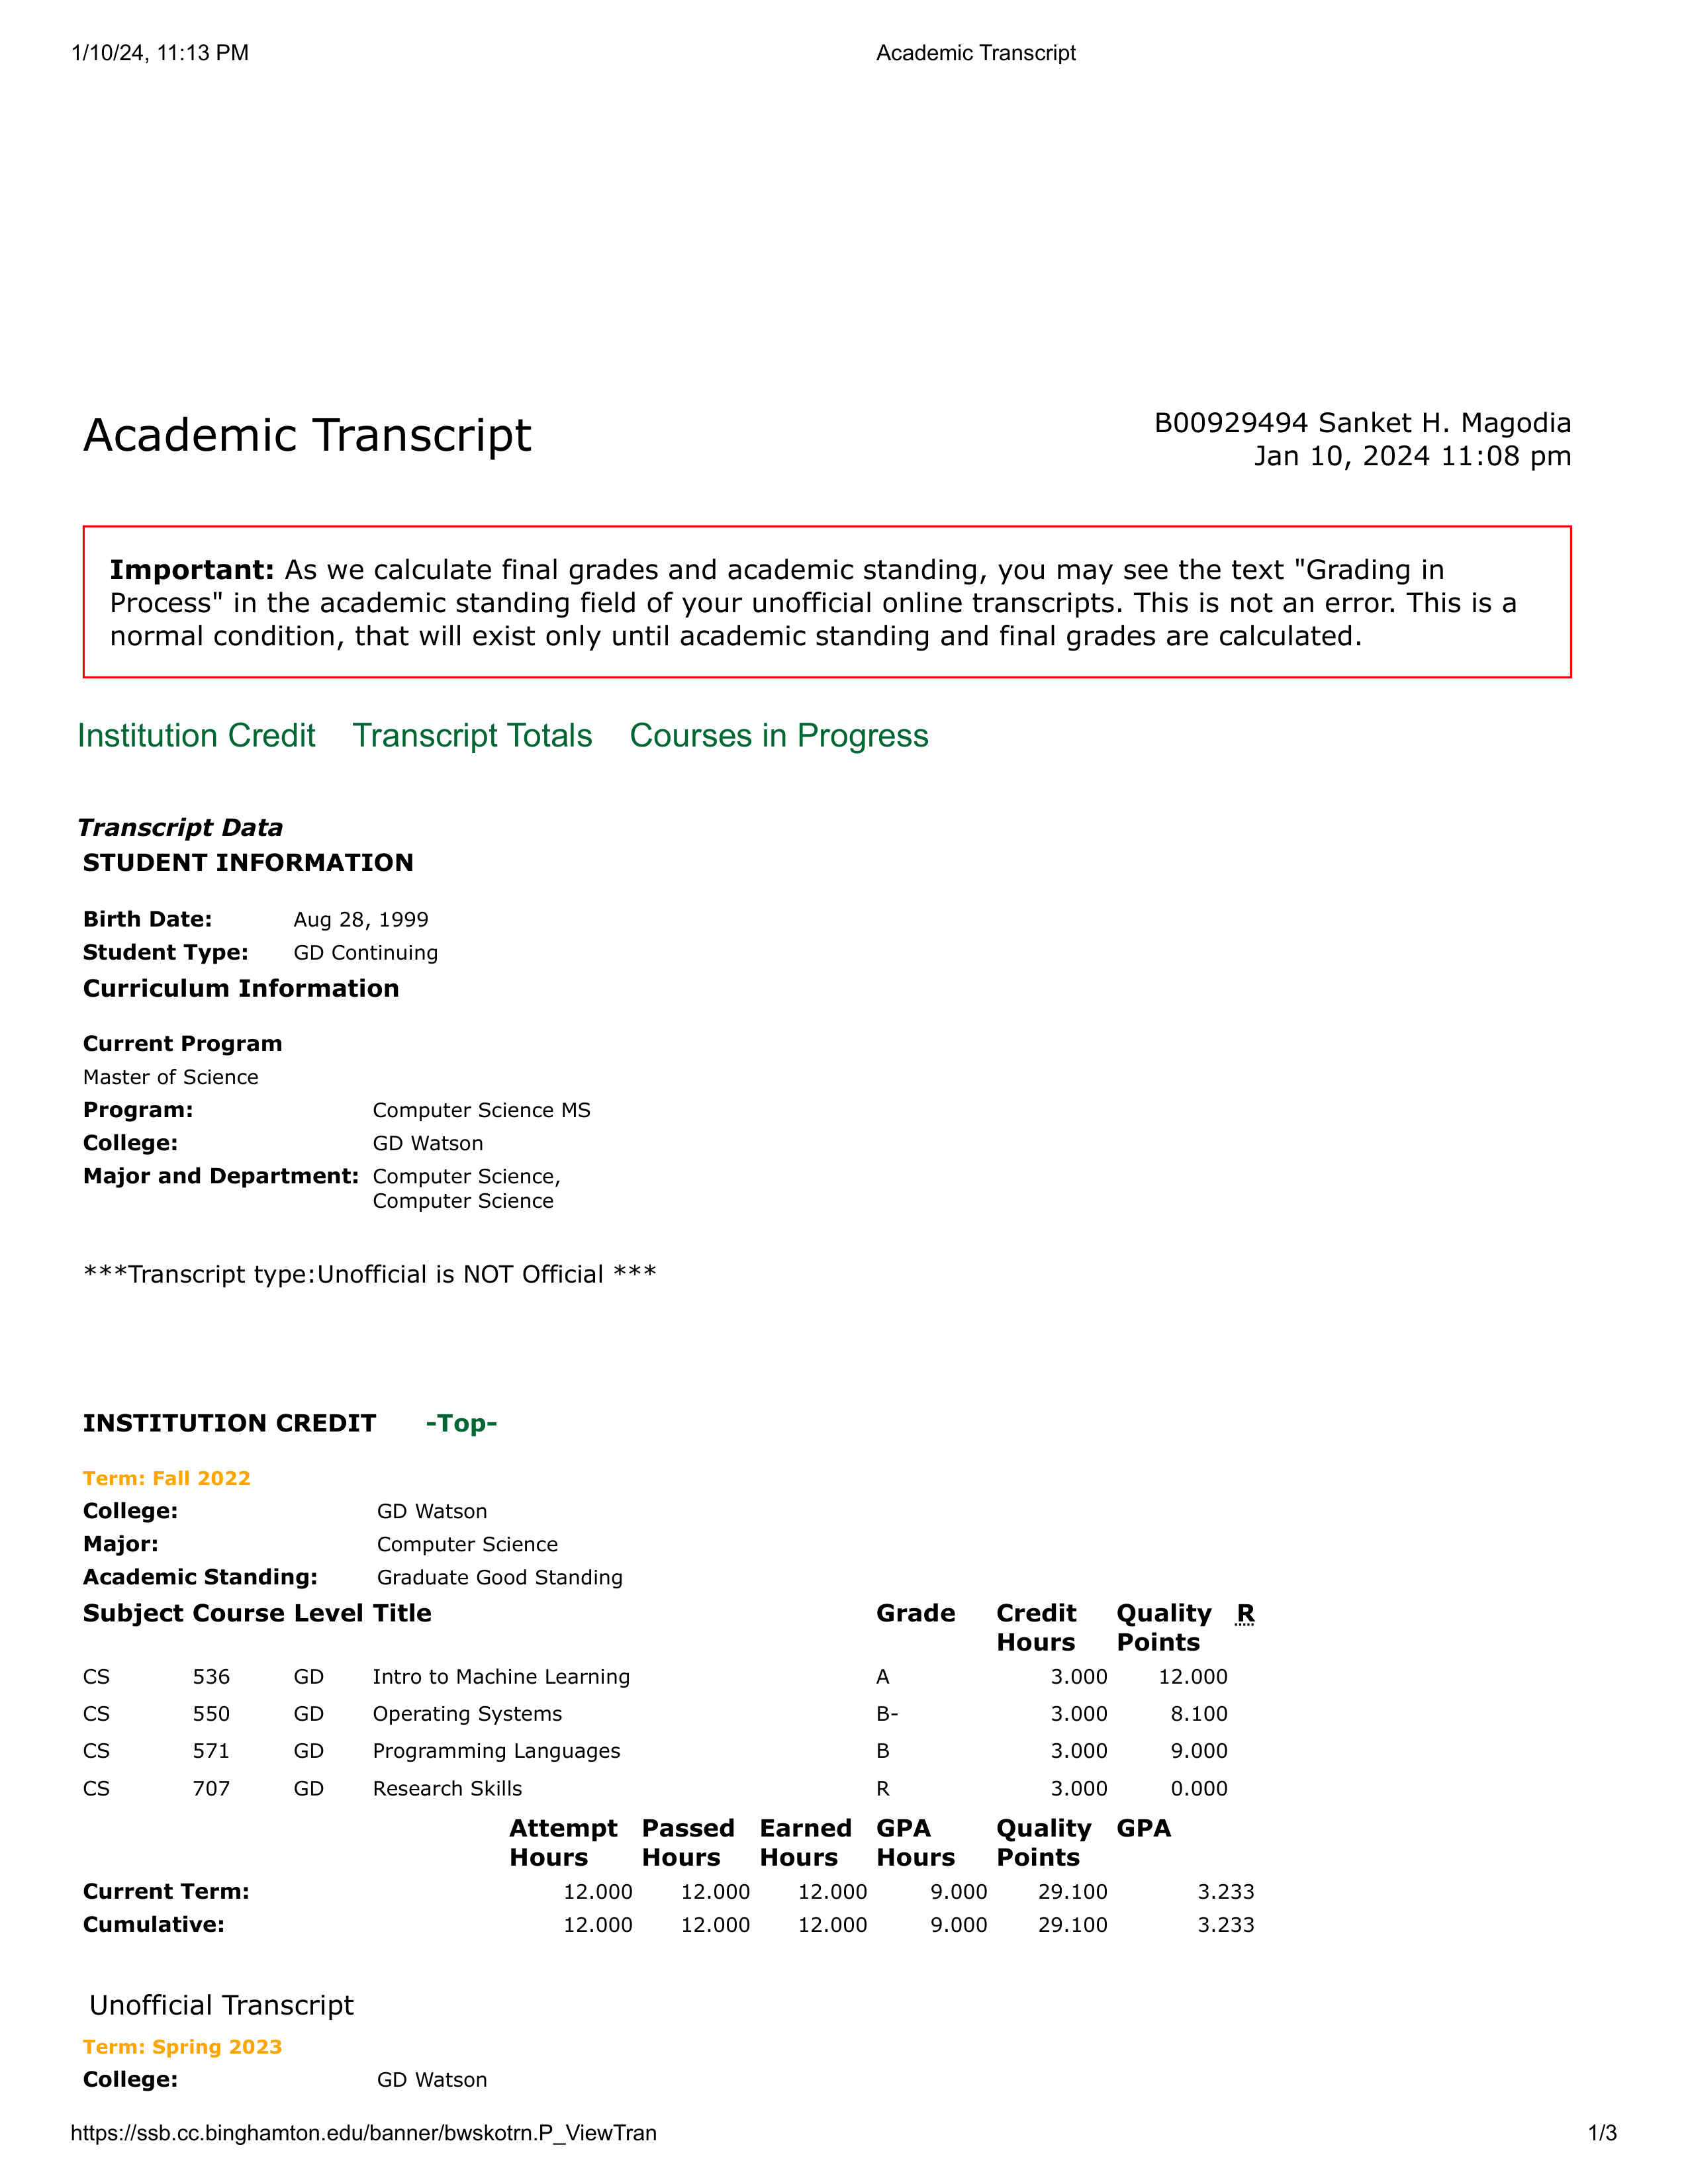 1/10/24, 11:13 PM Academic Transcript
Academic Transcript B00929494 Sanket H. Magodia
Jan 10, 2024 11:08 pm
Important: As we calculate final grades and academic standing, you may see the text "Grading in
Process" in the academic standing field of your unofficial online transcripts. This is not an error. This is a
normal condition, that will exist only until academic standing and final grades are calculated.
Institution Credit Transcript Totals Courses in Progress
Transcript Data
STUDENT INFORMATION
Birth Date: Aug 28, 1999
Student Type: GD Continuing
Curriculum Information
Current Program
Master of Science
Program: Computer Science MS
College: GD Watson
Major and Department: Computer Science,
Computer Science
***Transcript type:Unofficial is NOT Official ***
INSTITUTION CREDIT -Top-
Term: Fall 2022
College: GD Watson
Major: Computer Science
Academic Standing: Graduate Good Standing
Subject Course Level Title Grade Credit Quality R
Hours Points
CS 536 GD Intro to Machine Learning A 3.000 12.000
CS 550 GD Operating Systems B- 3.000 8.100
CS 571 GD Programming Languages B 3.000 9.000
CS 707 GD Research Skills R 3.000 0.000
Attempt Passed Earned GPA Quality GPA
Hours Hours Hours Hours Points
Current Term: 12.000 12.000 12.000 9.000 29.100 3.233
Cumulative: 12.000 12.000 12.000 9.000 29.100 3.233
Unofficial Transcript
Term: Spring 2023
College: GD Watson
https://ssb.cc.binghamton.edu/banner/bwskotrn.P_ViewTran 1/3